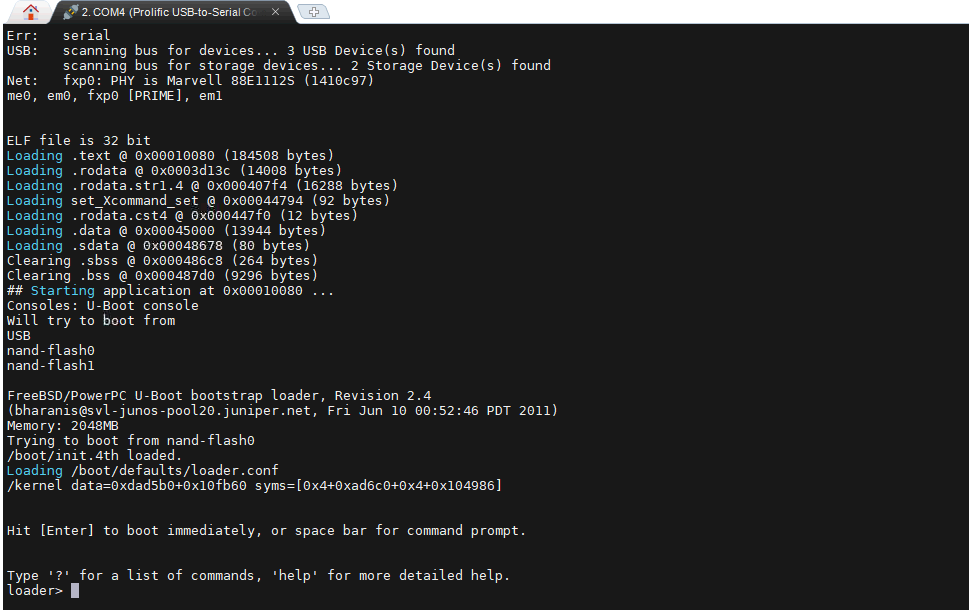 2. COM4 (Prolific USB-to-Serial Co
Err:   serial
USB:   scanning bus for devices... 3 USB Device(s) found
       scanning bus for storage devices... 2 Storage Device(s) found
Net:   fxp0: PHY is Marvell 88E1112S (1410c97)
me0, em0, fxp0 [PRIME], em1
ELF file is 32 bit
Loading .text @ 0x00010080 (184508 bytes)
Loading .rodata @ 0x0003d13c (14008 bytes)
Loading .rodata.str1.4 @ 0x000407f4 (16288 bytes)
Loading set_Xcommand_set @ 0x00044794 (92 bytes)
Loading .rodata.cst4 @ 0x000447f0 (12 bytes)
Loading .data @ 0x00045000 (13944 bytes)
Loading .sdata @ 0x00048678 (80 bytes)
Clearing .sbss @ 0x000486c8 (264 bytes)
Clearing .bss @ 0x000487d0 (9296 bytes)
## Starting application at 0x00010080 ...
Consoles: U-Boot console
Will try to boot from
USB
nand-flash0
nand-flash1
FreeBSD/PowerPC U-Boot bootstrap loader, Revision 2.4
(bharanis@svl-junos-pool20.juniper.net, Fri Jun 10 00:52:46 PDT 2011)
Memory: 2048MB
Trying to boot from nand-flash0
/boot/init.4th loaded.
Loading /boot/defaults/loader.conf
/kernel data=0xdad5b0+0x10fb60 syms=[0x4+0xad6c0+0x4+0x104986]
Hit [Enter] to boot immediately, or space bar for command prompt.
Type '?' for a list of commands, 'help' for more detailed help.
loader>